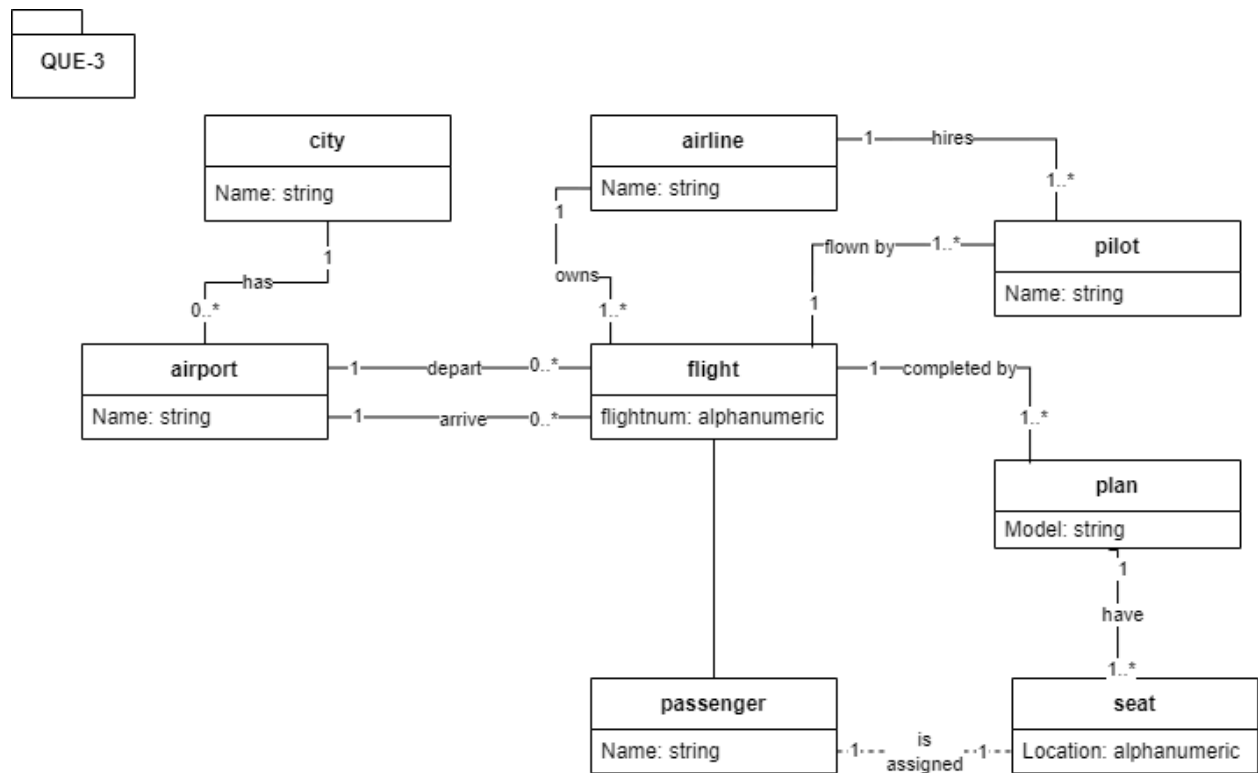 QUE-3
city
Name: string
airline
Name: string
1 hires
1..*
1
has
0..*
1
owns
1..*
flown by 1..*
1
pilot
Name: string
airport
Name: string
1 depart 0..*
1 arrive 0..*
flight
flightnum: alphanumeric
1 completed by
1..*
plan
Model: string
1
have
1..*
passenger
Name: string
1 is 1
assigned
seat
Location: alphanumeric